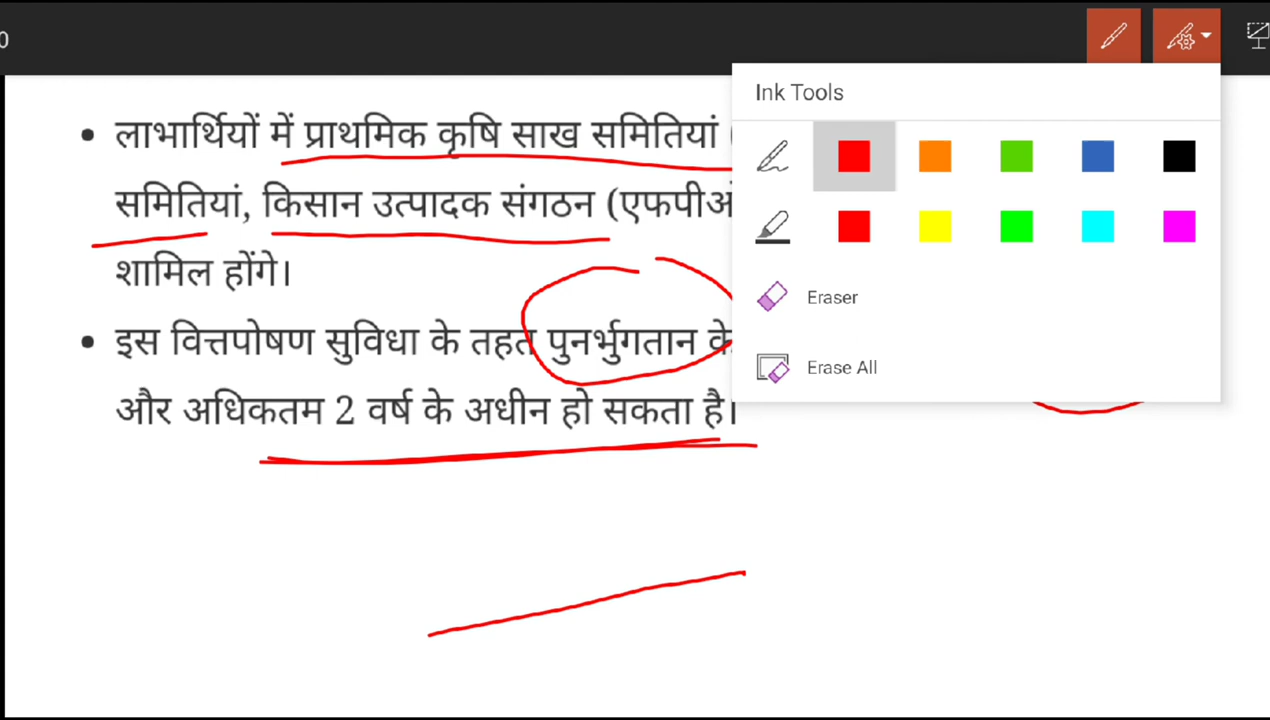 0
Ink Tools
• लाभार्थियों में प्राथमिक कृषि साख समितियां
समितियां, किसान उत्पादक संगठन (एफपीओ
शामिल होंगे।
Eraser
• इस वित्तपोषण सुविधा के तहत पुनर्भुगतान के
Erase All
और अधिकतम 2 वर्ष के अधीन हो सकता है।